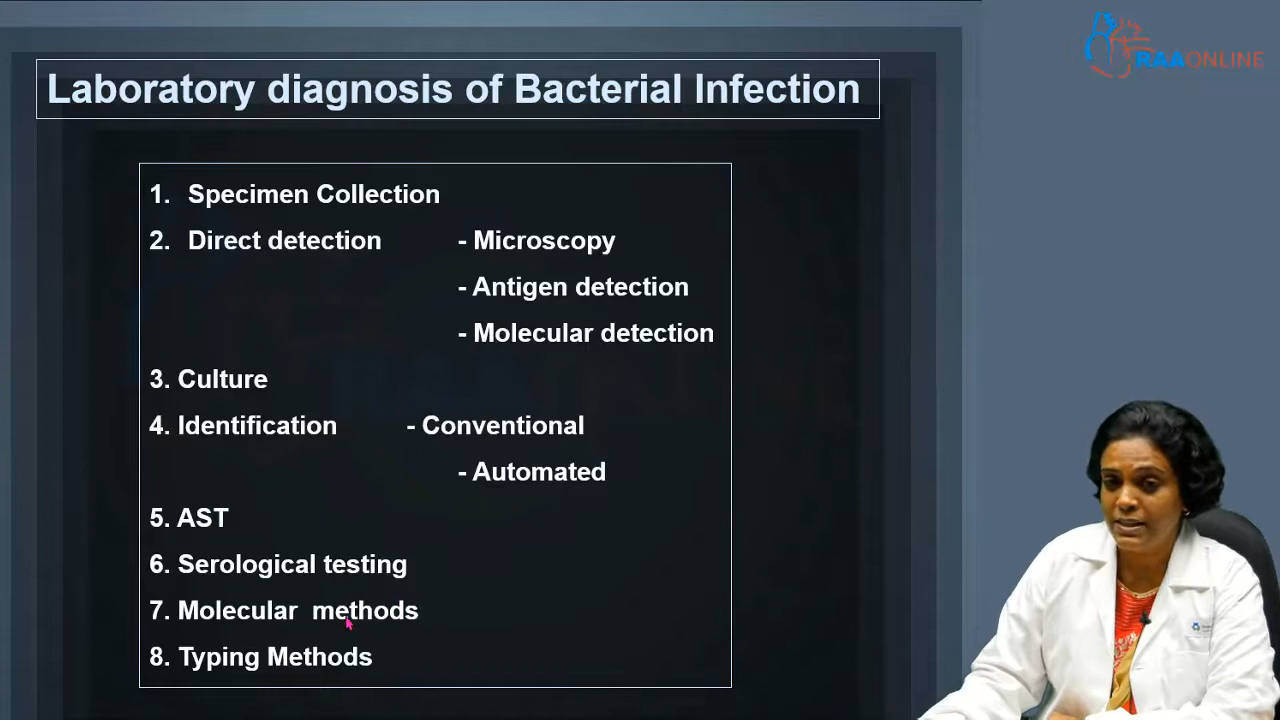 RAAONLINE
Laboratory diagnosis of Bacterial Infection
1. Specimen Collection
2. Direct detection - Microscopy
- Antigen detection
- Molecular detection
3. Culture
4. Identification - Conventional
- Automated
5. AST
6. Serological testing
7. Molecular methods
8. Typing Methods